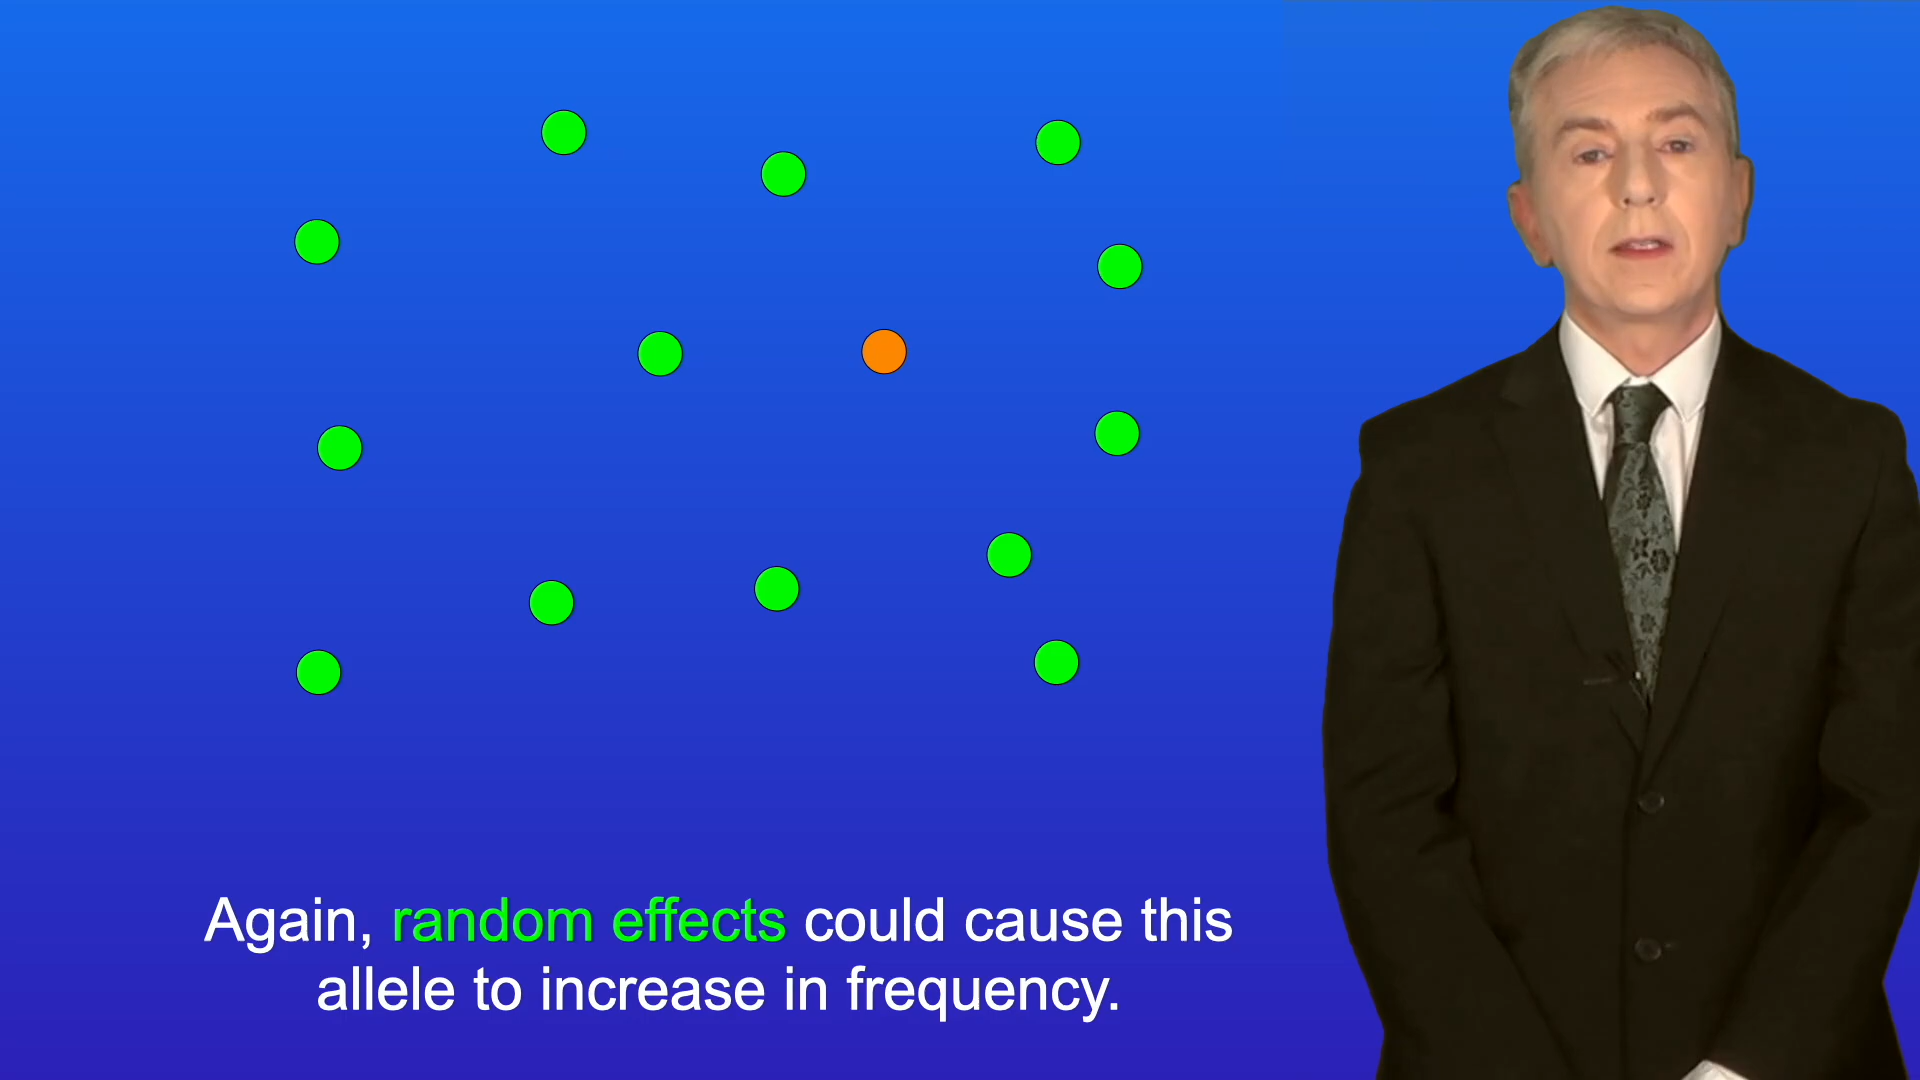 Again, random effects could cause this
allele to increase in frequency.